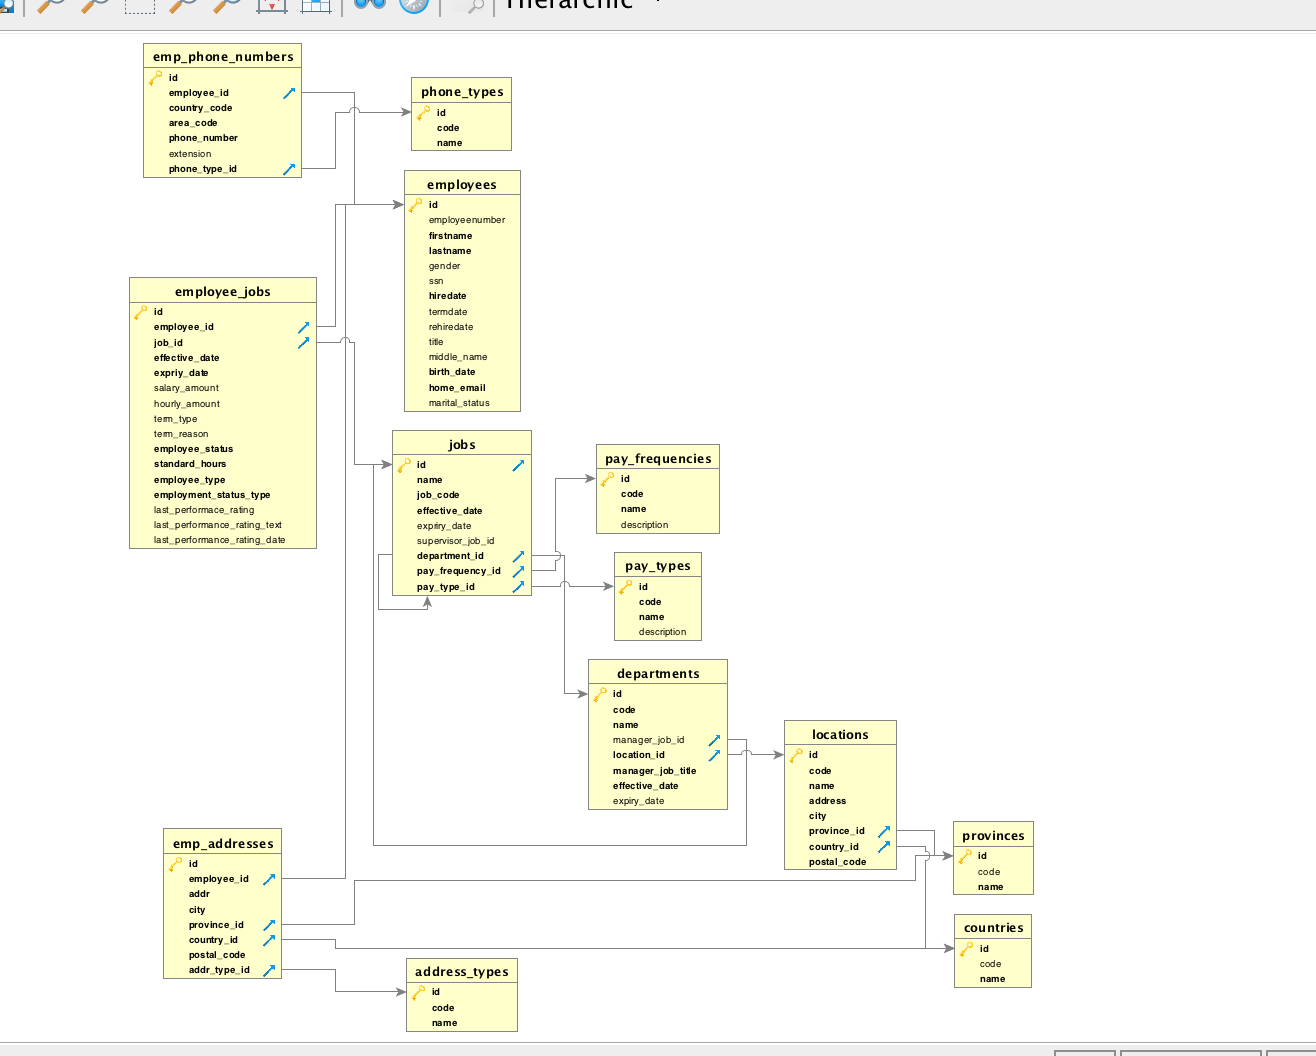 Hierarchic
emp_phone_numbers
id
employee_id
country_code
area_code
phone_number
extension
phone_type_id
phone_types
id
code
name
employees
id
employeenumber
firstname
lastname
gender
ssn
hiredate
termdate
rehiredate
title
middle_name
birth_date
home_email
marital_status
employee_jobs
id
employee_id
job_id
effective_date
expriy_date
salary_amount
hourly_amount
term_type
term_reason
employee_status
standard_hours
employee_type
employment_status_type
last_performace_rating
last_performance_rating_text
last_performance_rating_date
jobs
id
name
job_code
effective_date
expriry_date
supervisor_job_id
department_id
pay_frequency_id
pay_type_id
pay_frequencies
id
code
name
description
pay_types
id
code
name
description
departments
id
code
name
manager_job_id
location_id
manager_job_title
effective_date
expiry_date
locations
id
code
name
address
city
province_id
country_id
postal_code
provinces
id
code
name
emp_addresses
id
employee_id
addr
city
province_id
country_id
postal_code
addr_type_id
countries
id
code
name
address_types
id
code
name